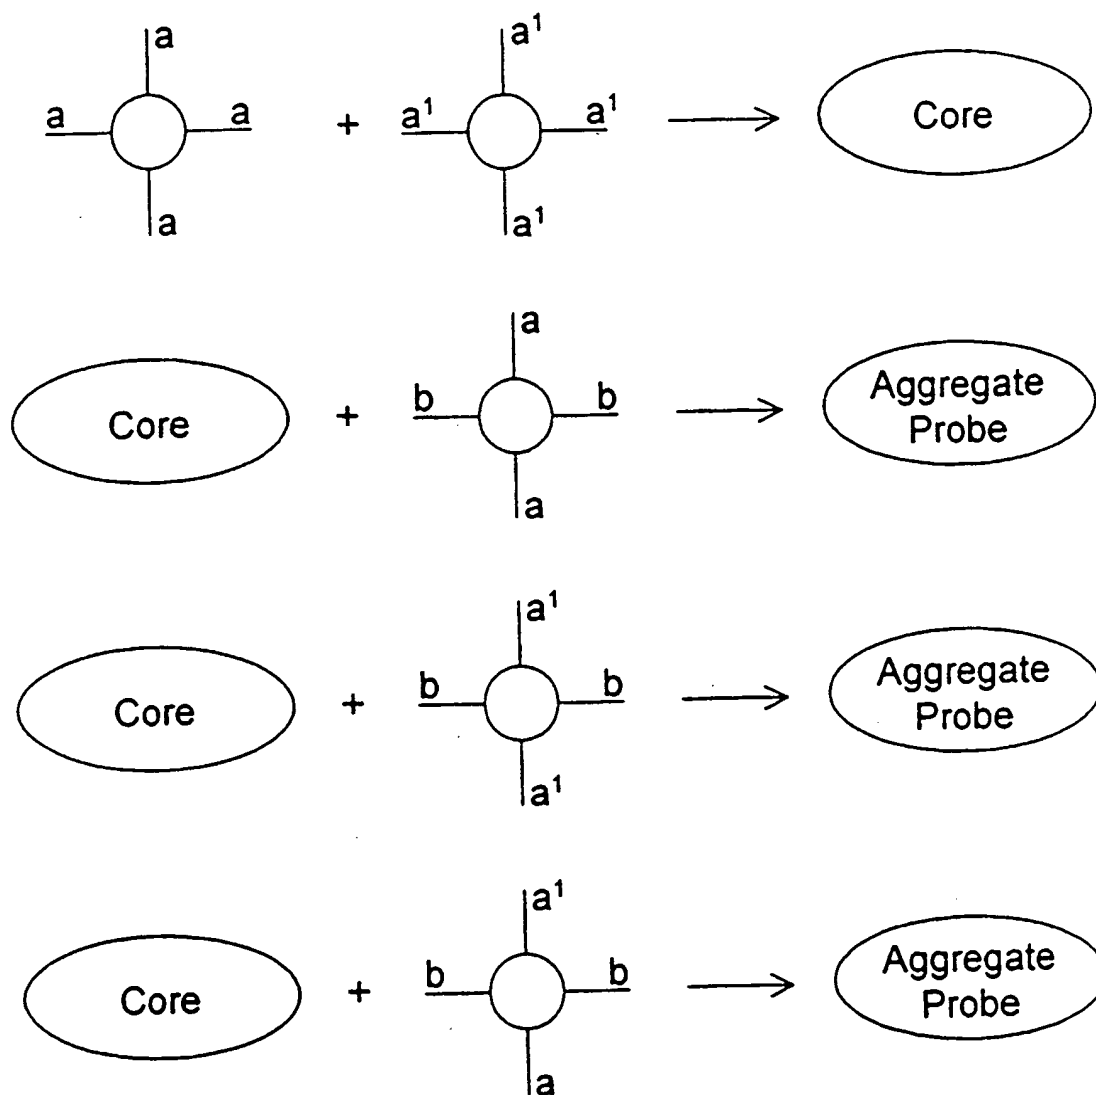 a a¹
a a + a¹ a¹ Core
a a¹
a
Core + b b Aggregate
Probe
a
a¹
Core + b b Aggregate
Probe
a¹
a¹
Core + b b Aggregate
Probe
a